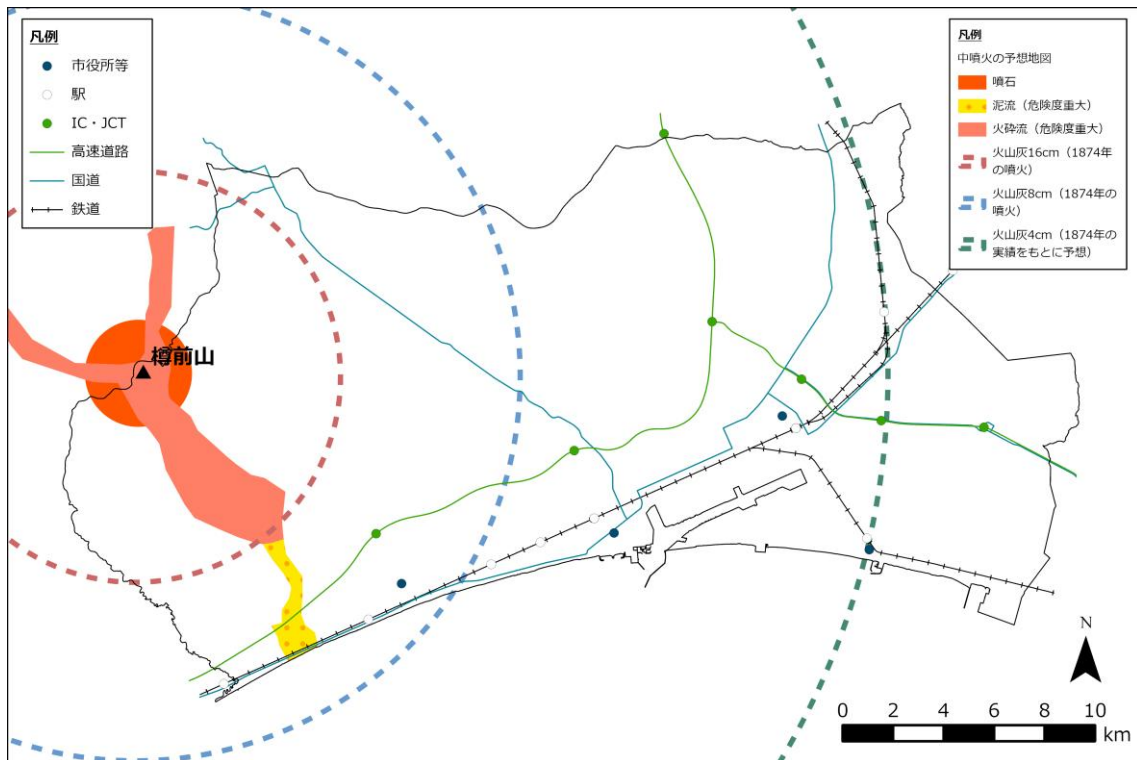 凡例
市役所等
駅
IC・JCT
高速道路
国道
鉄道
凡例
中噴火の予想地図
噴石
泥流（危険度重大）
火砕流（危険度重大）
火山灰16cm（1874年
の噴火）
火山灰8cm（1874年の
噴火）
火山灰4cm（1874年の
実績をもとに予想）
樽前山
N
0 2 4 6 8 10
km